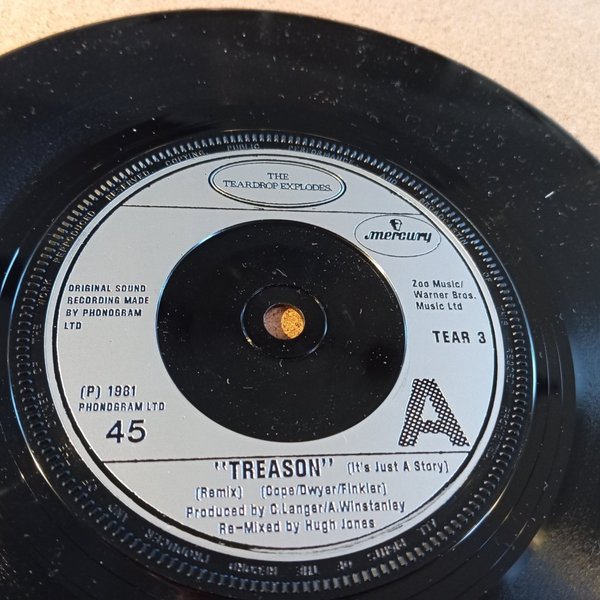 THE
TEARDROP EXPLODES.
mercury
ORIGINAL SOUND
RECORDING MADE
BY PHONOGRAM
LTD
Zoo Music/
Warner Bros.
Music Ltd
TEAR 3
(P) 1981
PHONOGRAM LTD
45
A
"TREASON" (It's Just A Story)
(Remix) (Cope/Dwyer/Finkler)
Produced by C.Langer/A.Winstanley
Re-Mixed by Hugh Jones